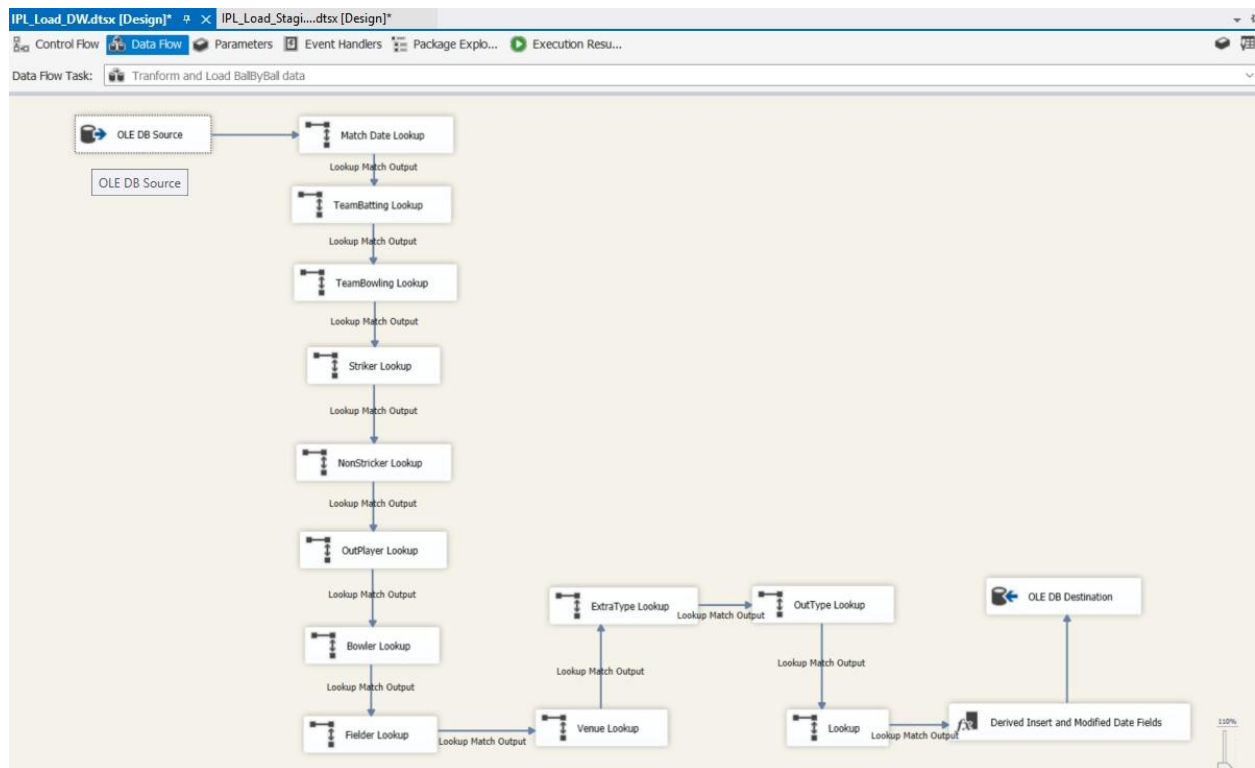 IPL_Load_DW.dtsx [Design]* IPL_Load_Stagi....dtsx [Design]*
Control Flow Data Flow Parameters Event Handlers Package Explo... Execution Resu...
Data Flow Task: Tranform and Load BallByBall data
OLE DB Source
OLE DB Source
Match Date Lookup
Lookup Match Output
TeamBatting Lookup
Lookup Match Output
TeamBowling Lookup
Lookup Match Output
Striker Lookup
Lookup Match Output
NonStricker Lookup
Lookup Match Output
OutPlayer Lookup
Lookup Match Output
Bowler Lookup
Lookup Match Output
Fielder Lookup
Lookup Match Output
Venue Lookup
Lookup Match Output
ExtraType Lookup
Lookup Match Output
OutType Lookup
Lookup Match Output
Lookup
Lookup Match Output
Derived Insert and Modified Date Fields
OLE DB Destination
110%